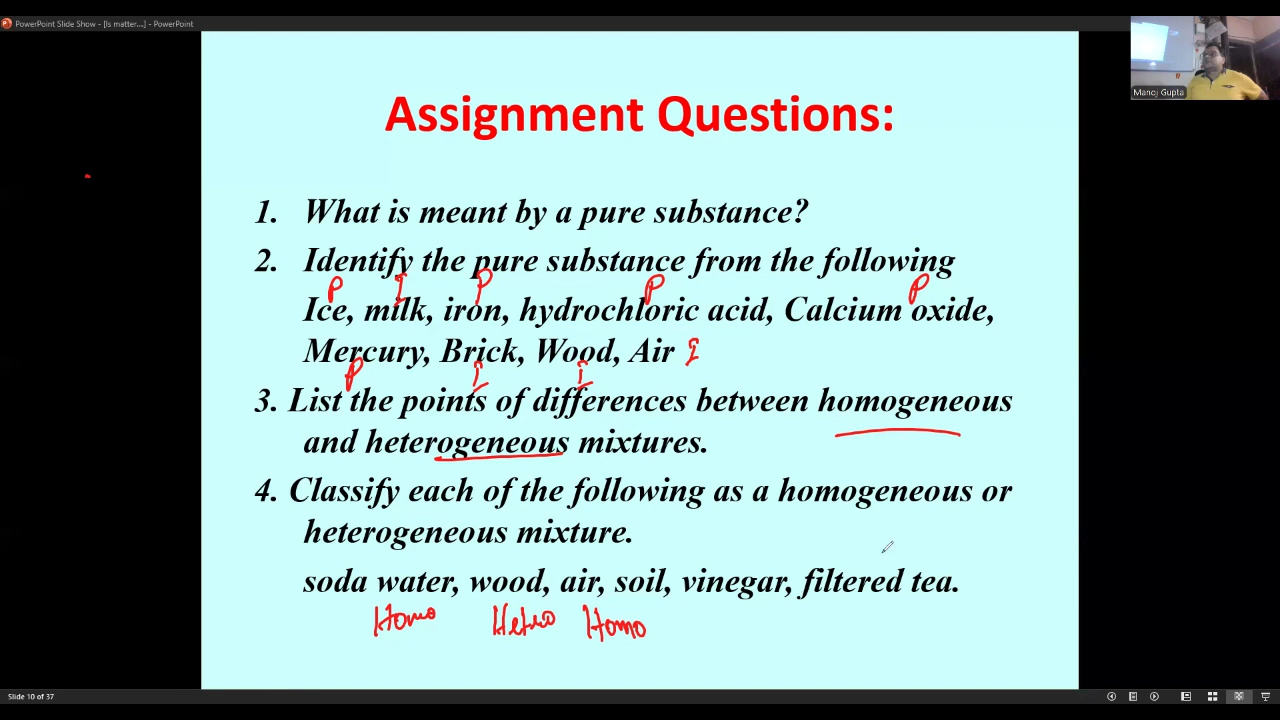 PowerPoint Slide Show - [Is matter...] - PowerPoint
Manoj Gupta
Assignment Questions:
1. What is meant by a pure substance?
2. Identify the pure substance from the following
P I P P P
Ice, milk, iron, hydrochloric acid, Calcium oxide,
Mercury, Brick, Wood, Air I
P I I
3. List the points of differences between homogeneous
and heterogeneous mixtures.
4. Classify each of the following as a homogeneous or
heterogeneous mixture.
soda water, wood, air, soil, vinegar, filtered tea.
Homo Hetro Homo
Slide 10 of 37